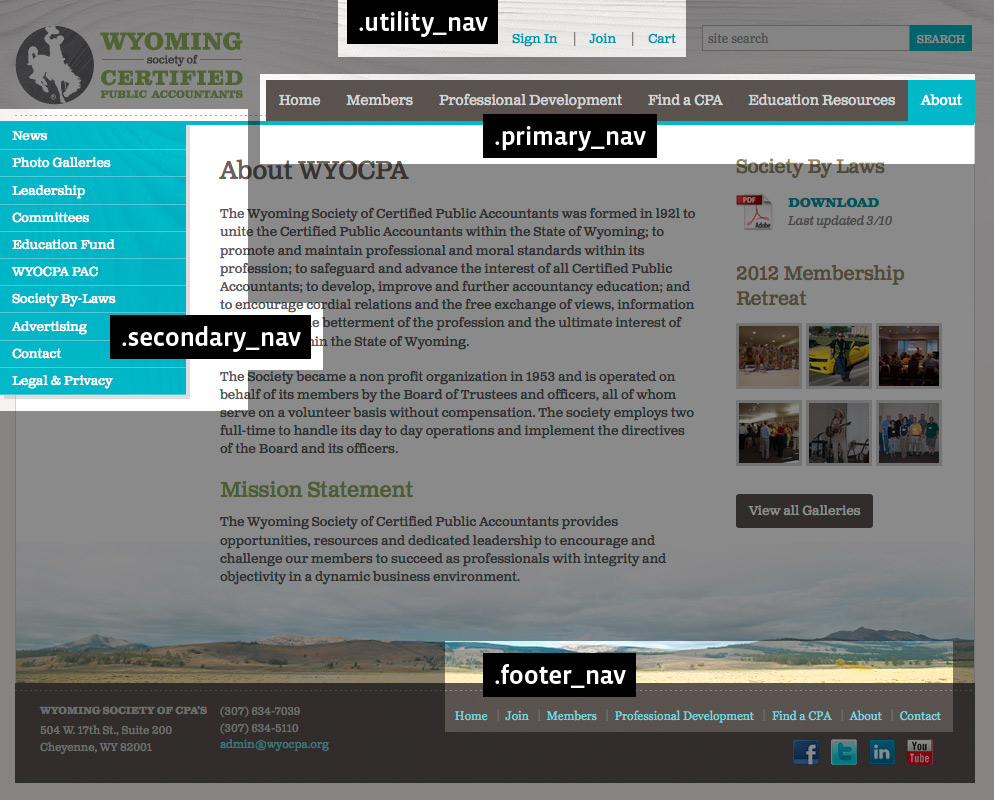 .utility_nav
Sign In | Join | Cart
site search
SEARCH
WYOMING
society of
CERTIFIED
PUBLIC ACCOUNTANTS
Home Members Professional Development Find a CPA Education Resources About
.primary_nav
News
Photo Galleries
Leadership
Committees
Education Fund
WYOCPA PAC
Society By-Laws
Advertising
Contact
Legal & Privacy
.secondary_nav
About WYOCPA
The Wyoming Society of Certified Public Accountants was formed in 1921 to
unite the Certified Public Accountants within the State of Wyoming; to
promote and maintain professional and moral standards within its
profession; to safeguard and advance the interest of all Certified Public
Accountants; to develop, improve and further accountancy education; and
to encourage cordial relations and the free exchange of views, information
betterment of the profession and the ultimate interest of
the State of Wyoming.
The Society became a non profit organization in 1953 and is operated on
behalf of its members by the Board of Trustees and officers, all of whom
serve on a volunteer basis without compensation. The society employs two
full-time to handle its day to day operations and implement the directives
of the Board and its officers.
Mission Statement
The Wyoming Society of Certified Public Accountants provides
opportunities, resources and dedicated leadership to encourage and
challenge our members to succeed as professionals with integrity and
objectivity in a dynamic business environment.
Society By Laws
PDF
Adobe
DOWNLOAD
Last updated 3/10
2012 Membership
Retreat
View all Galleries
.footer_nav
Home | Join | Members | Professional Development | Find a CPA | About | Contact
WYOMING SOCIETY OF CPA'S
504 W. 17th St., Suite 200
Cheyenne, WY 82001
(307) 634-7039
(307) 634-5110
admin@wyocpa.org
f
t
in
You
Tube